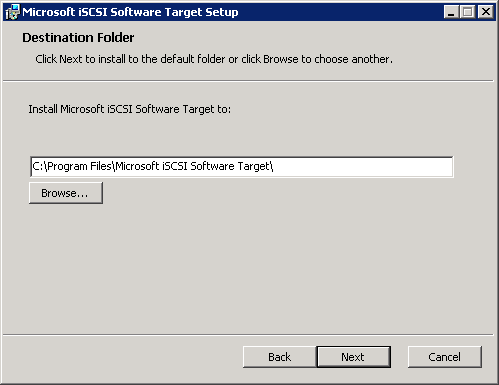 Microsoft iSCSI Software Target Setup
Destination Folder
Click Next to install to the default folder or click Browse to choose another.
Install Microsoft iSCSI Software Target to:
C:\Program Files\Microsoft iSCSI Software Target\
Browse...
Back Next Cancel